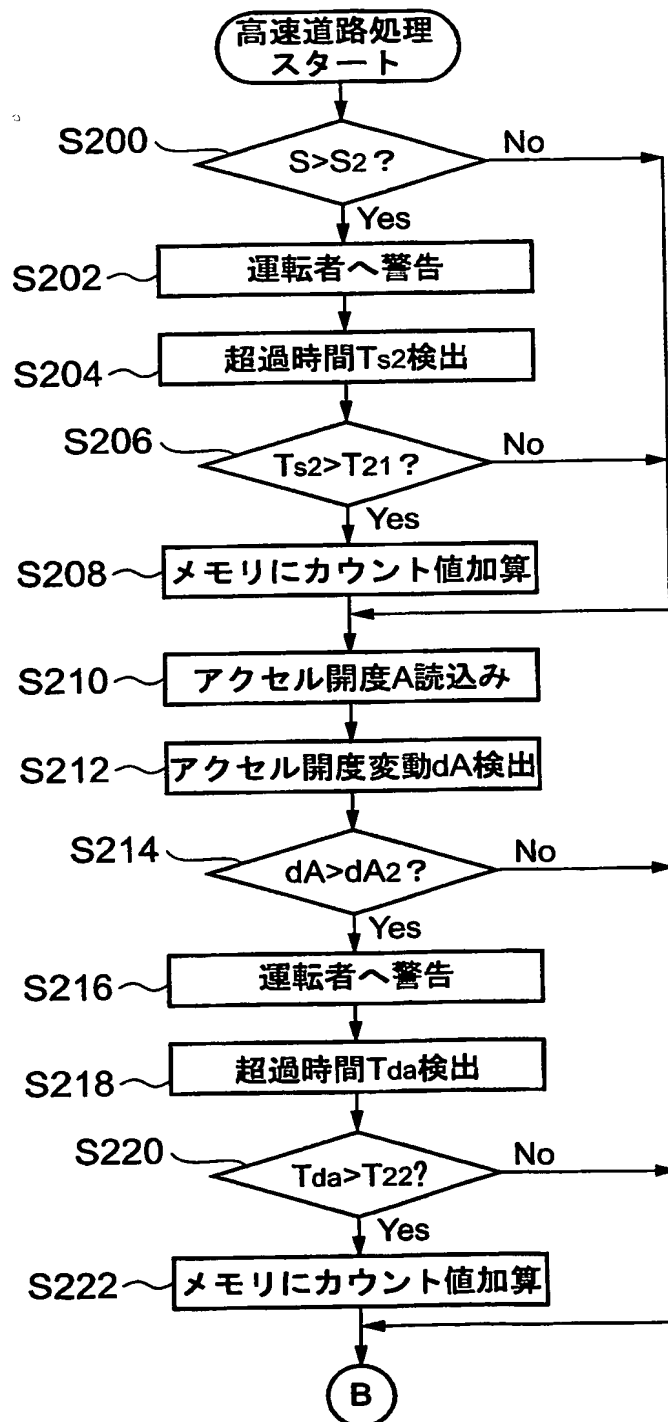 高速道路処理
スタート
S200
S>S2?
No
Yes
S202
運転者へ警告
S204
超過時間Ts2検出
S206
Ts2>T21?
No
Yes
S208
メモリにカウント値加算
S210
アクセル開度A読込み
S212
アクセル開度変動dA検出
S214
dA>dA2?
No
Yes
S216
運転者へ警告
S218
超過時間Tda検出
S220
Tda>T22?
No
Yes
S222
メモリにカウント値加算
B